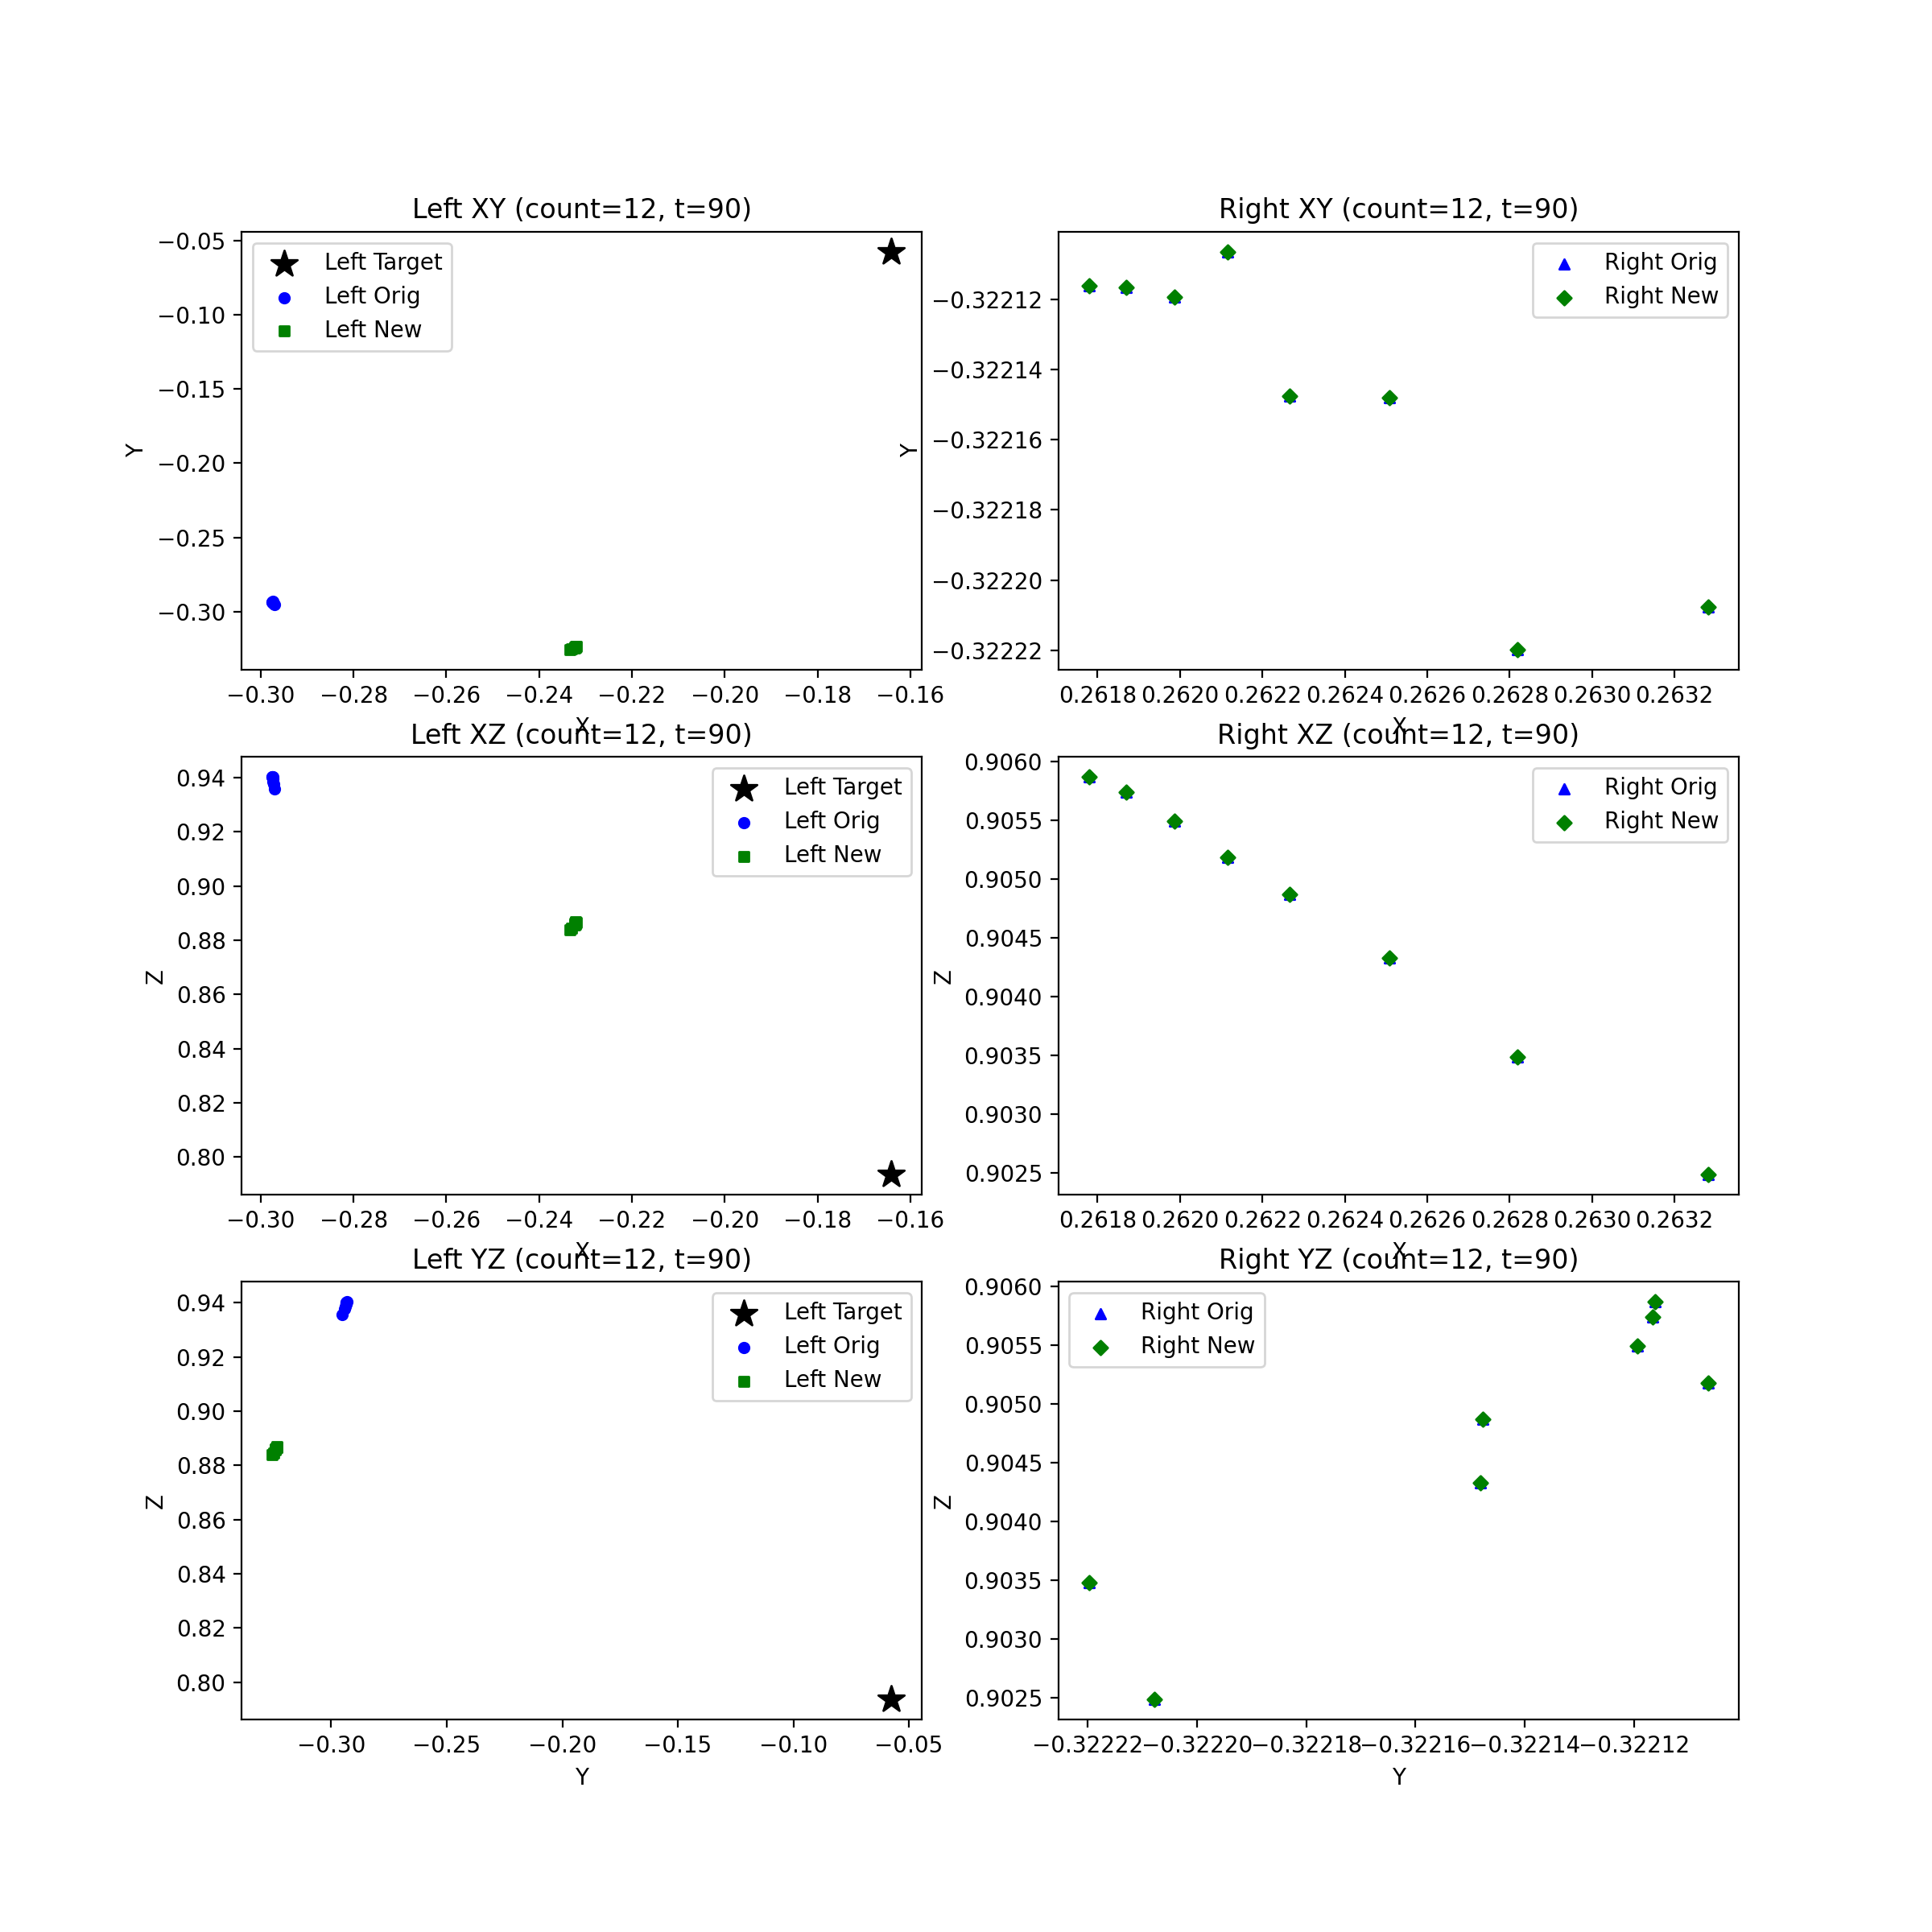 Left XY (count=12, t=90)
−0.05
−0.10
−0.15
−0.20
−0.25
−0.30
Y
Left Target
Left Orig
Left New
−0.30 −0.28 −0.26 −0.24 −0.22 −0.20 −0.18 −0.16
X
Right XY (count=12, t=90)
−0.32212
−0.32214
−0.32216
−0.32218
−0.32220
−0.32222
Y
Right Orig
Right New
0.2618 0.2620 0.2622 0.2624 0.2626 0.2628 0.2630 0.2632
X
Left XZ (count=12, t=90)
0.94
0.92
0.90
0.88
0.86
0.84
0.82
0.80
Z
Left Target
Left Orig
Left New
−0.30 −0.28 −0.26 −0.24 −0.22 −0.20 −0.18 −0.16
X
Right XZ (count=12, t=90)
0.9060
0.9055
0.9050
0.9045
0.9040
0.9035
0.9030
0.9025
Z
Right Orig
Right New
0.2618 0.2620 0.2622 0.2624 0.2626 0.2628 0.2630 0.2632
X
Left YZ (count=12, t=90)
0.94
0.92
0.90
0.88
0.86
0.84
0.82
0.80
Z
Left Target
Left Orig
Left New
−0.30 −0.25 −0.20 −0.15 −0.10 −0.05
Y
Right YZ (count=12, t=90)
0.9060
0.9055
0.9050
0.9045
0.9040
0.9035
0.9030
0.9025
Z
Right Orig
Right New
−0.32222 −0.32220 −0.32218 −0.32216 −0.32214 −0.32212
Y